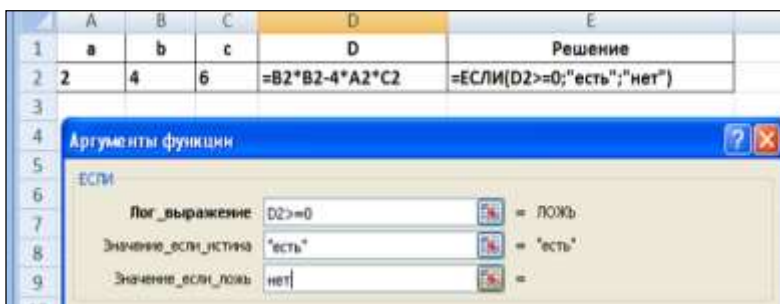 A B C D E
1 a b c D Решение
2 2 4 6 =B2*B2-4*A2*C2 =ЕСЛИ(D2>=0;"есть";"нет")
3
4 Аргументы функции ?
5 ЕСЛИ
6 Лог_выражение D2>=0 = ЛОЖЬ
7
8 Значение_если_истина "есть" = "есть"
9 Значение_если_ложь нет =